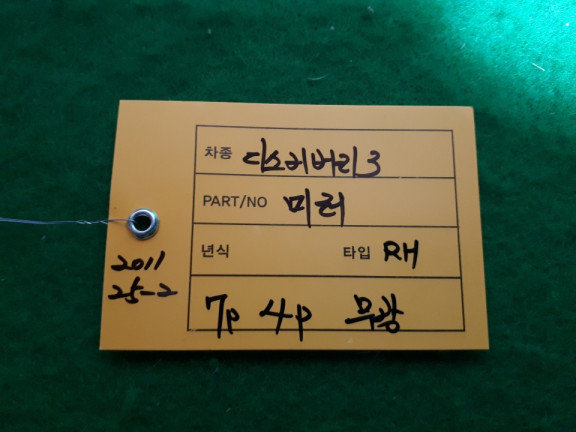 차종 디스커버리3
PART/NO 미러
년식 타입 RH
2011
25-2
7p 4p 무광